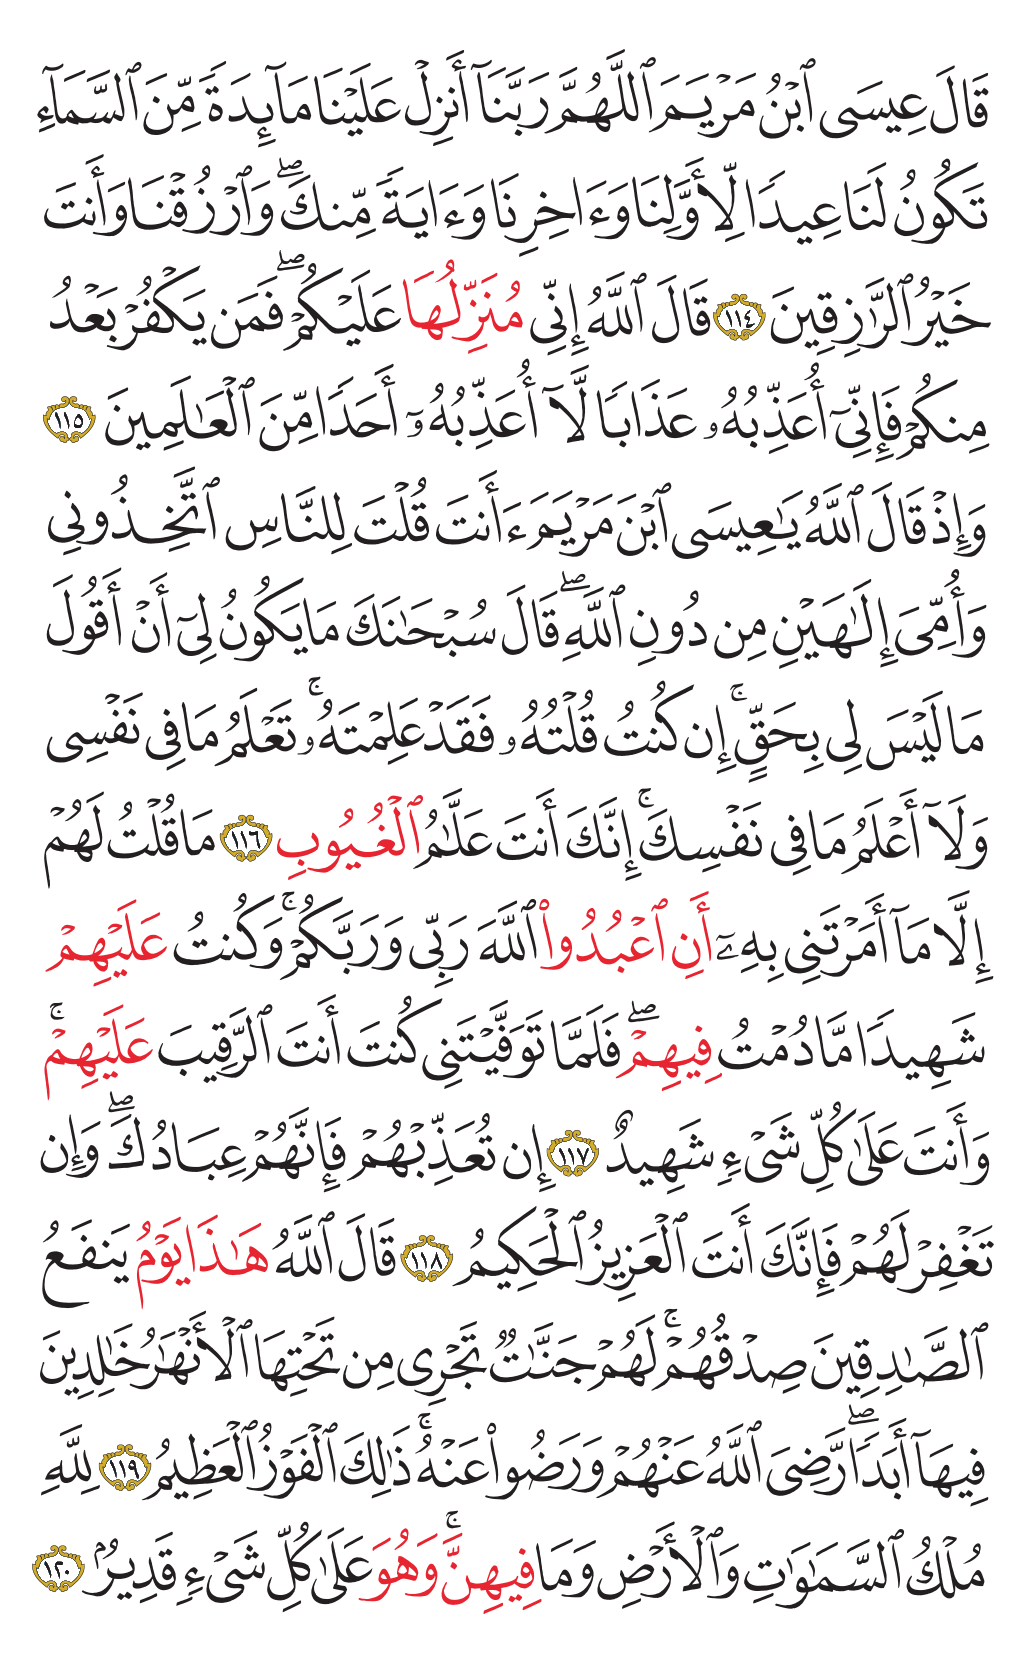 قَالَ عِيسَى ٱبۡنُ مَرۡيَمَ ٱللَّهُمَّ رَبَّنَآ أَنزِلۡ عَلَيۡنَا مَآئِدَةٗ مِّنَ ٱلسَّمَآءِ
تَكُونُ لَنَا عِيدٗا لِّأَوَّلِنَا وَءَاخِرِنَا وَءَايَةٗ مِّنكَۖ وَٱرۡزُقۡنَا وَأَنتَ
خَيۡرُ ٱلرَّٰزِقِينَ ١١٤ قَالَ ٱللَّهُ إِنِّي مُنَزِّلُهَا عَلَيۡكُمۡۖ فَمَن يَكۡفُرۡ بَعۡدُ
مِنكُمۡ فَإِنِّيٓ أُعَذِّبُهُۥ عَذَابٗا لَّآ أُعَذِّبُهُۥٓ أَحَدٗا مِّنَ ٱلۡعَٰلَمِينَ ١١٥
وَإِذۡ قَالَ ٱللَّهُ يَٰعِيسَى ٱبۡنَ مَرۡيَمَ ءَأَنتَ قُلۡتَ لِلنَّاسِ ٱتَّخِذُونِي
وَأُمِّيَ إِلَٰهَيۡنِ مِن دُونِ ٱللَّهِۖ قَالَ سُبۡحَٰنَكَ مَا يَكُونُ لِيٓ أَنۡ أَقُولَ
مَا لَيۡسَ لِي بِحَقٍّۚ إِن كُنتُ قُلۡتُهُۥ فَقَدۡ عَلِمۡتَهُۥۚ تَعۡلَمُ مَا فِي نَفۡسِي
وَلَآ أَعۡلَمُ مَا فِي نَفۡسِكَۚ إِنَّكَ أَنتَ عَلَّٰمُ ٱلۡغُيُوبِ ١١٦ مَا قُلۡتُ لَهُمۡ
إِلَّا مَآ أَمَرۡتَنِي بِهِۦٓ أَنِ ٱعۡبُدُواْ ٱللَّهَ رَبِّي وَرَبَّكُمۡۚ وَكُنتُ عَلَيۡهِمۡ
شَهِيدٗا مَّا دُمۡتُ فِيهِمۡۖ فَلَمَّا تَوَفَّيۡتَنِي كُنتَ أَنتَ ٱلرَّقِيبَ عَلَيۡهِمۡۚ
وَأَنتَ عَلَىٰ كُلِّ شَيۡءٖ شَهِيدٌ ١١٧ إِن تُعَذِّبۡهُمۡ فَإِنَّهُمۡ عِبَادُكَۖ وَإِن
تَغۡفِرۡ لَهُمۡ فَإِنَّكَ أَنتَ ٱلۡعَزِيزُ ٱلۡحَكِيمُ ١١٨ قَالَ ٱللَّهُ هَٰذَا يَوۡمُ يَنفَعُ
ٱلصَّٰدِقِينَ صِدۡقُهُمۡۚ لَهُمۡ جَنَّٰتٞ تَجۡرِي مِن تَحۡتِهَا ٱلۡأَنۡهَٰرُ خَٰلِدِينَ
فِيهَآ أَبَدٗاۖ رَّضِيَ ٱللَّهُ عَنۡهُمۡ وَرَضُواْ عَنۡهُۚ ذَٰلِكَ ٱلۡفَوۡزُ ٱلۡعَظِيمُ ١١٩ لِلَّهِ
مُلۡكُ ٱلسَّمَٰوَٰتِ وَٱلۡأَرۡضِ وَمَا فِيهِنَّۚ وَهُوَ عَلَىٰ كُلِّ شَيۡءٖ قَدِيرُۢ ١٢٠